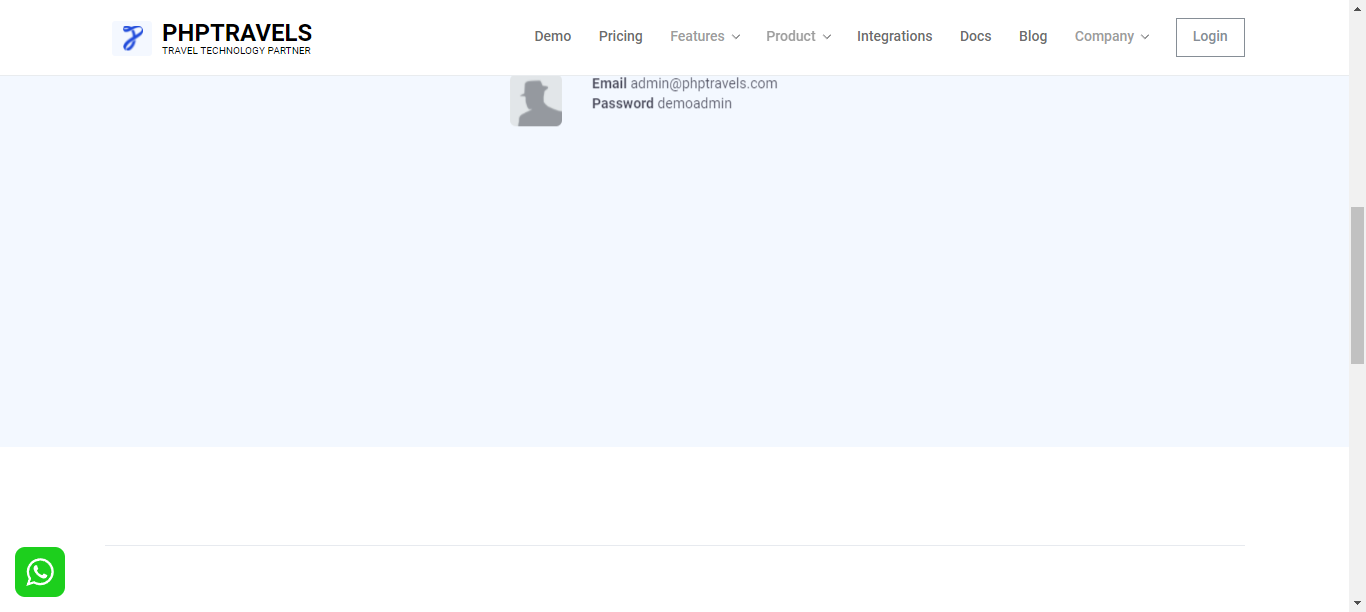 PHPTRAVELS
TRAVEL TECHNOLOGY PARTNER
Demo Pricing Features Product Integrations Docs Blog Company Login
Email admin@phptravels.com
Password demoadmin